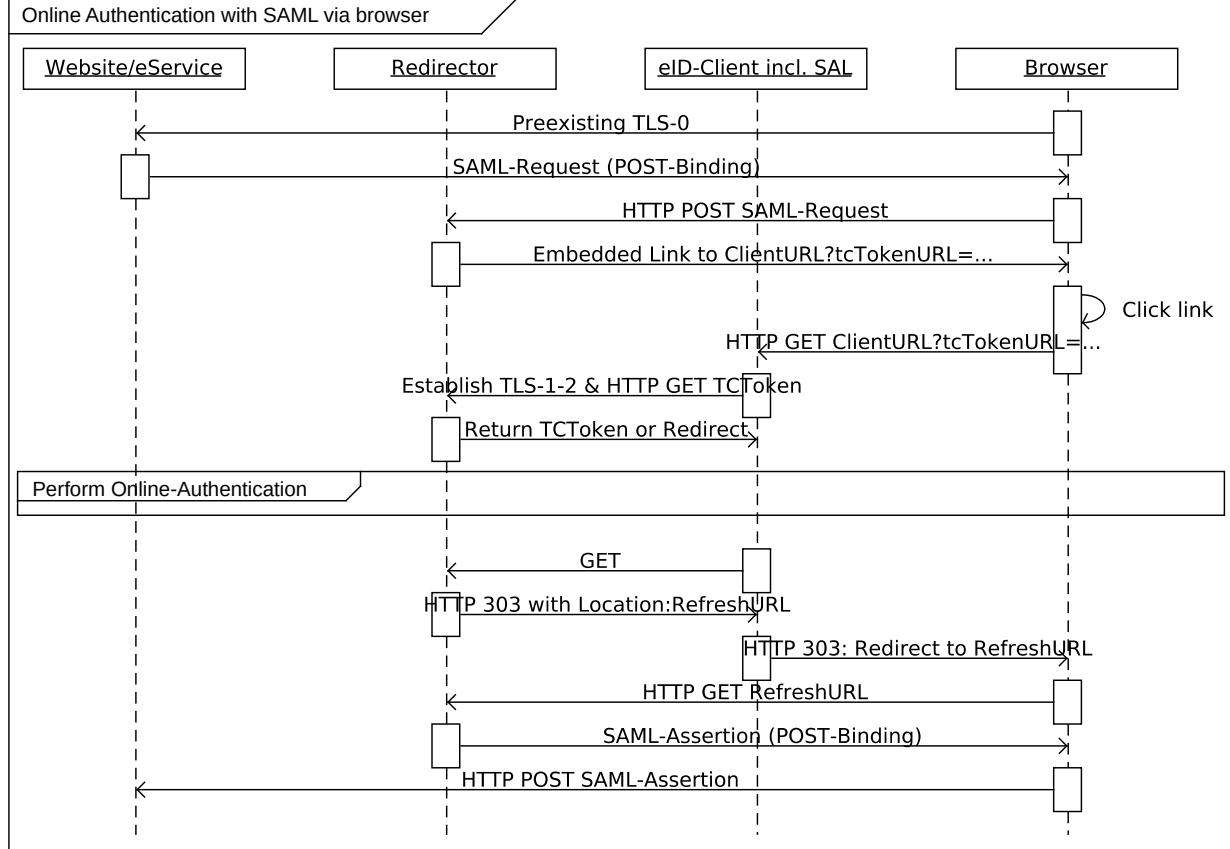 Online Authentication with SAML via browser
Website/eService
Redirector
eID-Client incl. SAL
Browser
Preexisting TLS-0
SAML-Request (POST-Binding)
HTTP POST SAML-Request
Embedded Link to ClientURL?tcTokenURL=...
Click link
HTTP GET ClientURL?tcTokenURL=...
Establish TLS-1-2 & HTTP GET TCToken
Return TCToken or Redirect
Perform Online-Authentication
GET
HTTP 303 with Location:RefreshURL
HTTP 303: Redirect to RefreshURL
HTTP GET RefreshURL
SAML-Assertion (POST-Binding)
HTTP POST SAML-Assertion